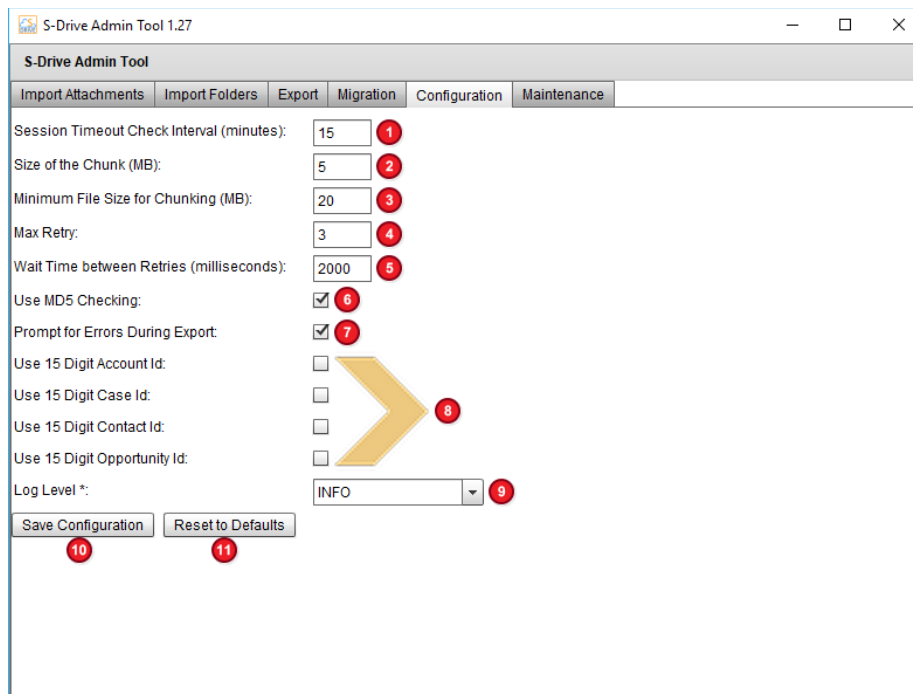 S-Drive Admin Tool 1.27
S-Drive Admin Tool
Import Attachments Import Folders Export Migration Configuration Maintenance
Session Timeout Check Interval (minutes): 15 1
Size of the Chunk (MB): 5 2
Minimum File Size for Chunking (MB): 20 3
Max Retry: 3 4
Wait Time between Retries (milliseconds): 2000 5
Use MD5 Checking: 6
Prompt for Errors During Export: 7
Use 15 Digit Account Id:
Use 15 Digit Case Id:
8
Use 15 Digit Contact Id:
Use 15 Digit Opportunity Id:
Log Level *: INFO 9
Save Configuration Reset to Defaults
10 11